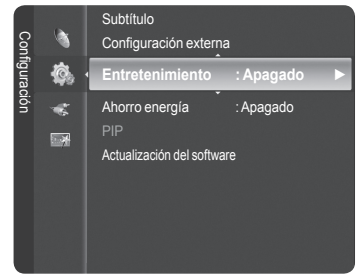 Configuración
Subtítulo
Configuración externa
Entretenimiento : Apagado
Ahorro energía : Apagado
PIP
Actualización del software